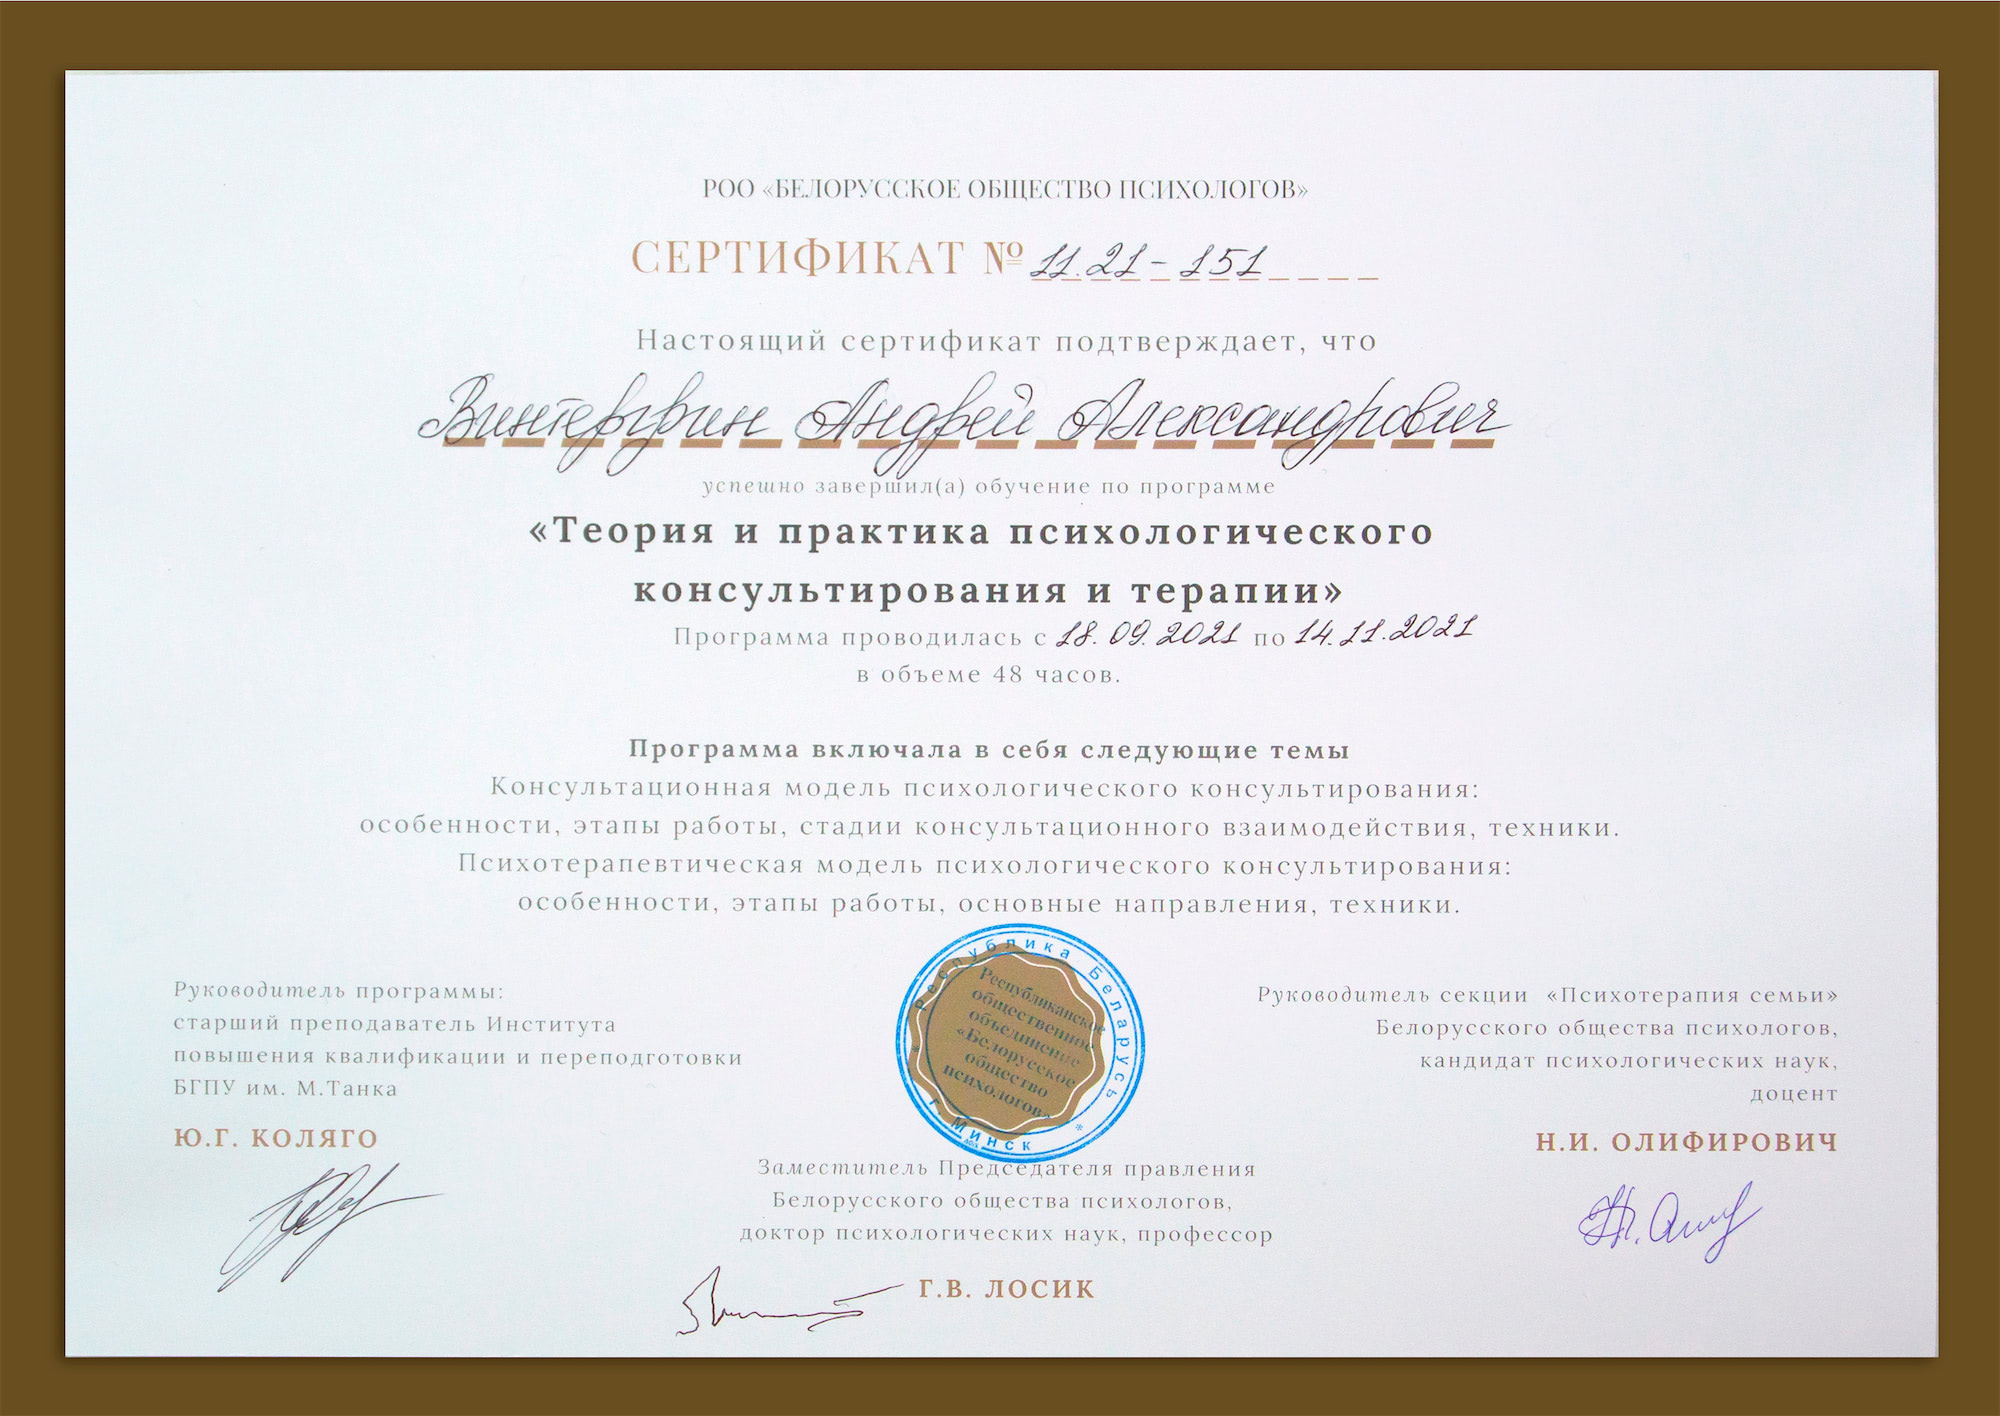 РОО «БЕЛОРУССКОЕ ОБЩЕСТВО ПСИХОЛОГОВ»
СЕРТИФИКАТ № 11.21-151
Настоящий сертификат подтверждает, что
Андрей Александрович
успешно завершил(а) обучение по программе
«Теория и практика психологического
консультирования и терапии»
Программа проводилась с 18.09.2021 по 14.11.2021
в объеме 48 часов.
Программа включала в себя следующие темы
Консультационная модель психологического консультирования:
особенности, этапы работы, стадии консультационного взаимодействия, техники.
Психотерапевтическая модель психологического консультирования:
особенности, этапы работы, основные направления, техники.
Руководитель программы:
старший преподаватель Института
повышения квалификации и переподготовки
БГПУ им. М.Танка
Ю.Г. КОЛЯГО
Республика Беларусь
Республиканское
общественное
объединение
«Белорусское
общество
психологов»
* г. Минск *
Заместитель Председателя правления
Белорусского общества психологов,
доктор психологических наук, профессор
Г.В. ЛОСИК
Руководитель секции «Психотерапия семьи»
Белорусского общества психологов,
кандидат психологических наук,
доцент
Н.И. ОЛИФИРОВИЧ